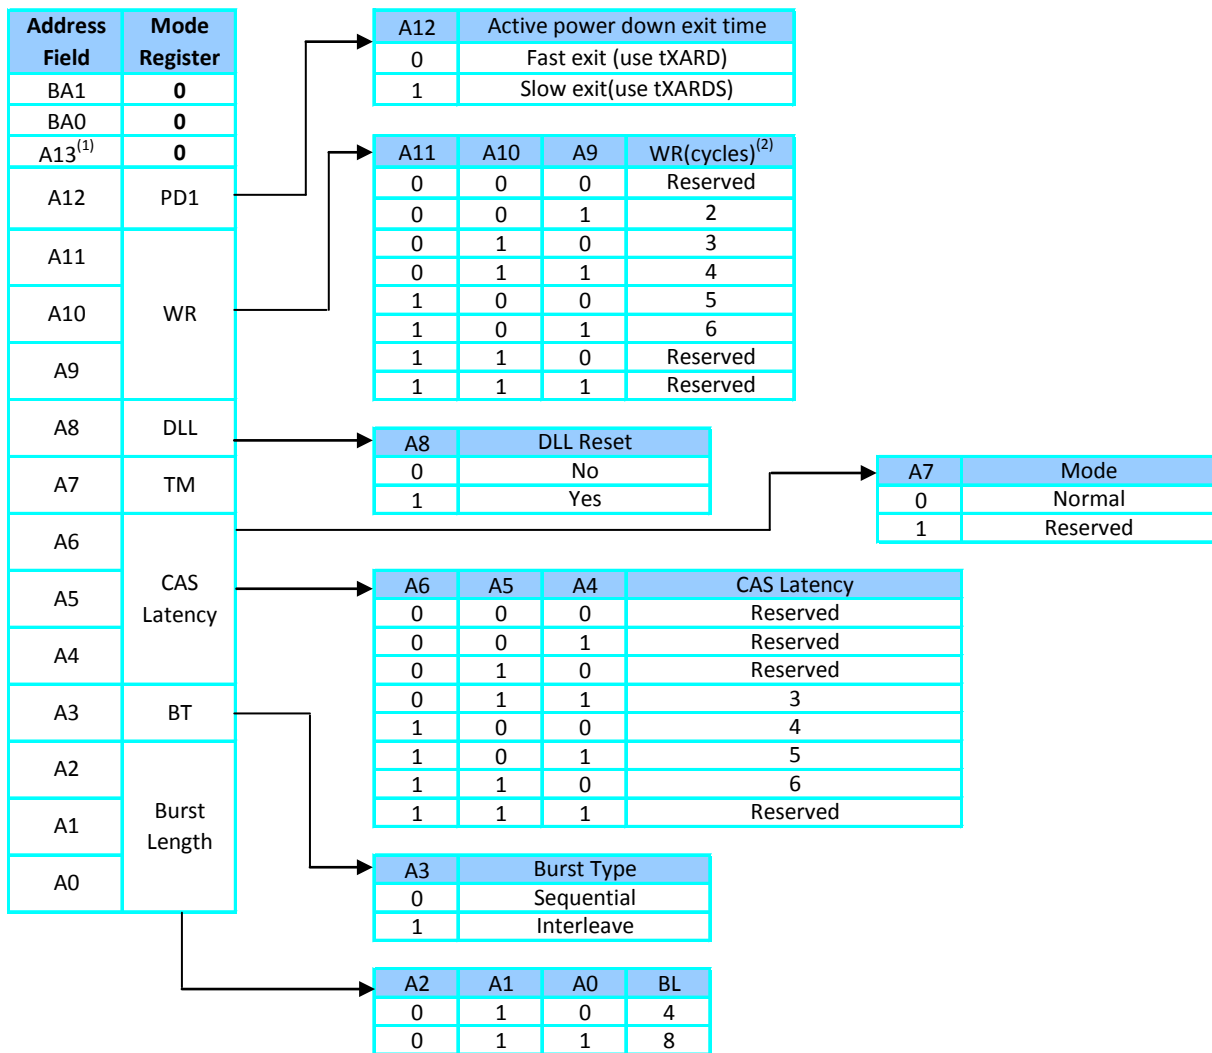 Address Field Mode Register
BA1 0
BA0 0
A13(1) 0
A12 PD1
A11
A10 WR
A9
A8 DLL
A7 TM
A6
A5 CAS Latency
A4
A3 BT
A2
A1 Burst Length
A0
A12 Active power down exit time
0 Fast exit (use tXARD)
1 Slow exit(use tXARDS)
A11 A10 A9 WR(cycles)(2)
0 0 0 Reserved
0 0 1 2
0 1 0 3
0 1 1 4
1 0 0 5
1 0 1 6
1 1 0 Reserved
1 1 1 Reserved
A8 DLL Reset
0 No
1 Yes
A7 Mode
0 Normal
1 Reserved
A6 A5 A4 CAS Latency
0 0 0 Reserved
0 0 1 Reserved
0 1 0 Reserved
0 1 1 3
1 0 0 4
1 0 1 5
1 1 0 6
1 1 1 Reserved
A3 Burst Type
0 Sequential
1 Interleave
A2 A1 A0 BL
0 1 0 4
0 1 1 8